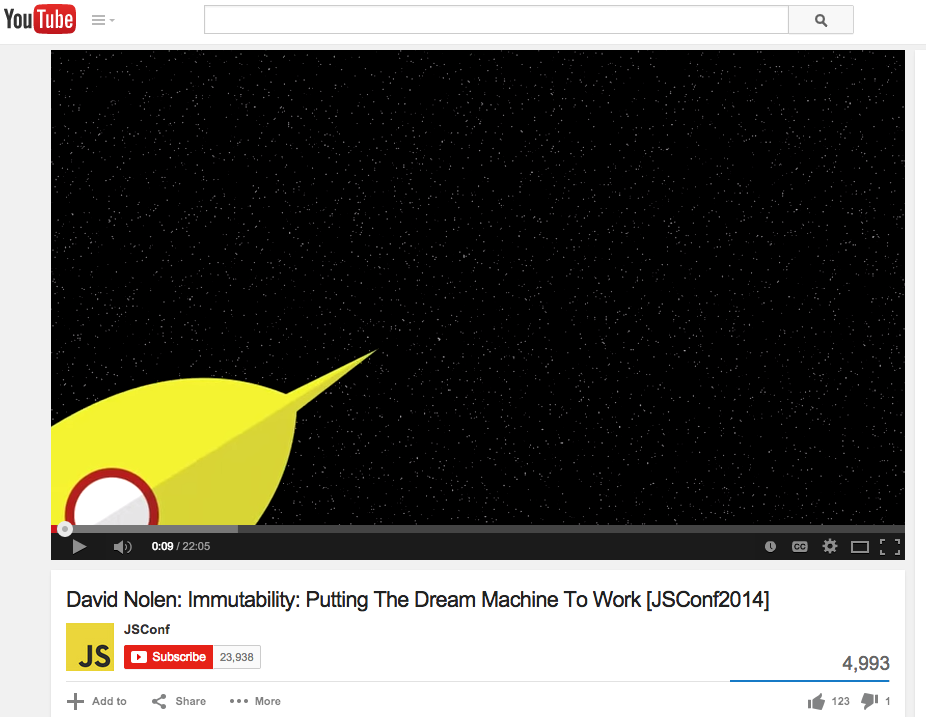 YouTube
0:09 / 22:05
CC
David Nolen: Immutability: Putting The Dream Machine To Work [JSConf2014]
JS
JSConf
Subscribe 23,938
4,993
Add to Share More 123 1